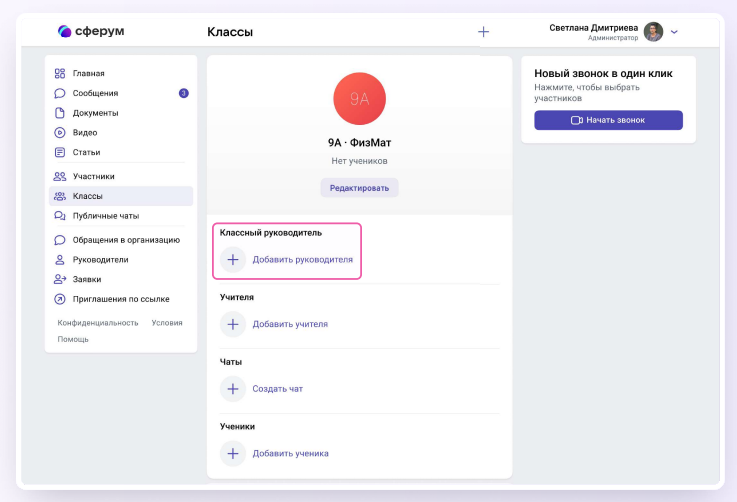 сферум
Классы
Светлана Дмитриева
Администратор
Главная
Сообщения 3
Документы
Видео
Статьи
Участники
Классы
Публичные чаты
Обращения в организацию
Руководители
Заявки
Приглашения по ссылке
Конфиденциальность Условия
Помощь
9А
9А · ФизМат
Нет учеников
Редактировать
Классный руководитель
Добавить руководителя
Учителя
Добавить учителя
Чаты
Создать чат
Ученики
Добавить ученика
Новый звонок в один клик
Нажмите, чтобы выбрать
участников
Начать звонок